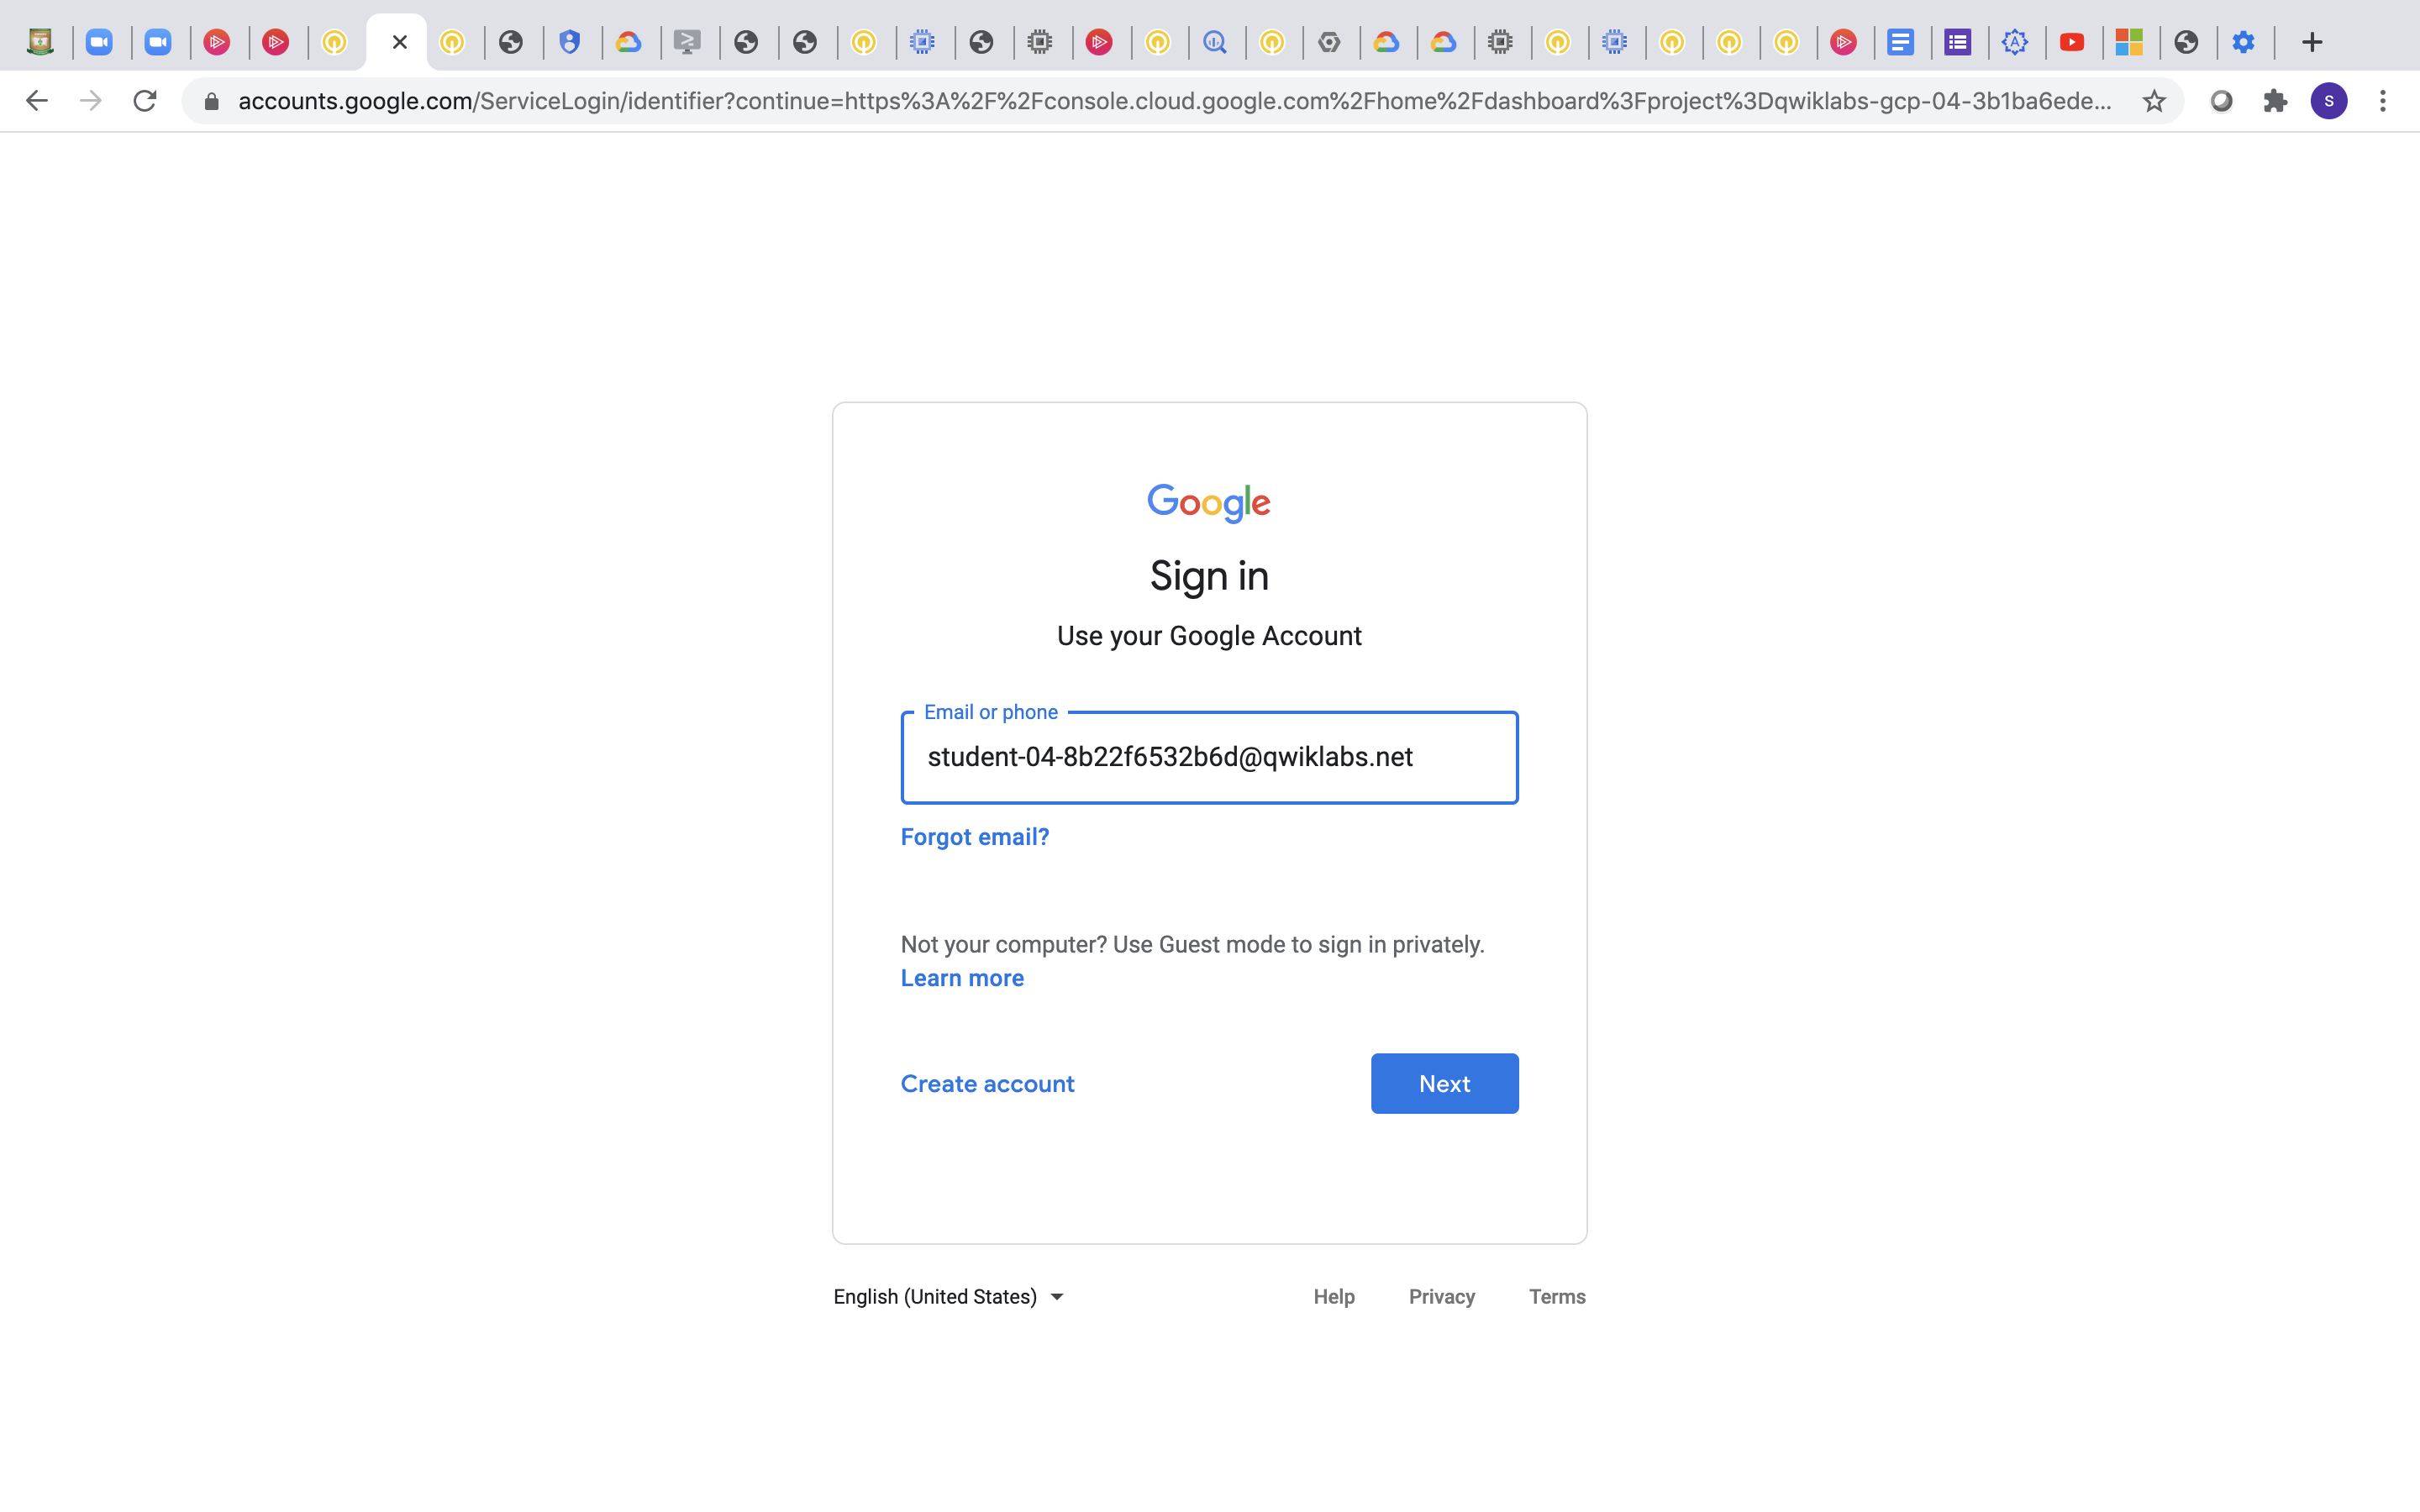 accounts.google.com/ServiceLogin/identifier?continue=https%3A%2F%2Fconsole.cloud.google.com%2Fhome%2Fdashboard%3Fproject%3Dqwiklabs-gcp-04-3b1ba6ede...
S
Google
Sign in
Use your Google Account
Email or phone
student-04-8b22f6532b6d@qwiklabs.net
Forgot email?
Not your computer? Use Guest mode to sign in privately.
Learn more
Create account
Next
English (United States)
Help
Privacy
Terms